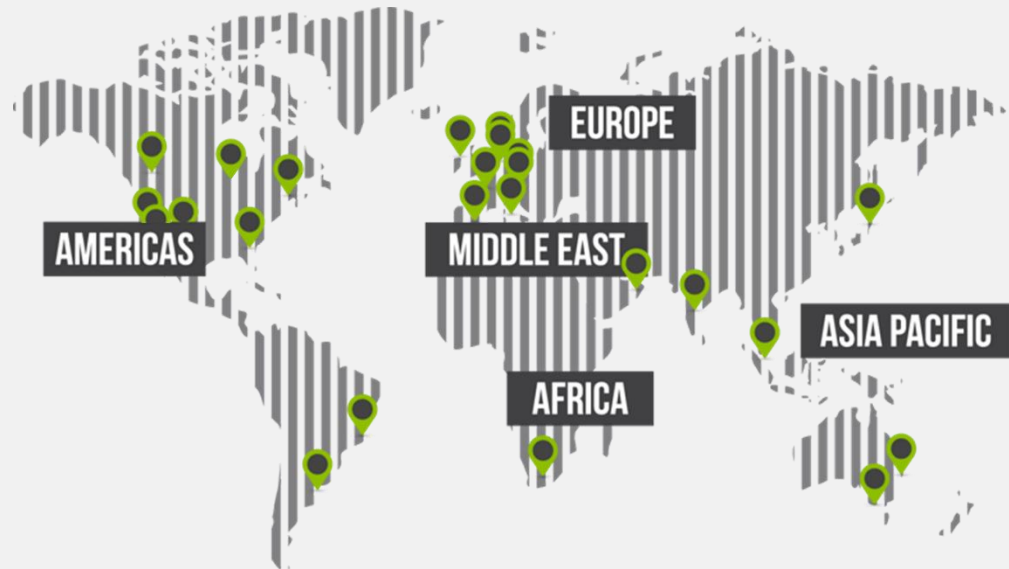 EUROPE
AMERICAS
MIDDLE EAST
ASIA PACIFIC
AFRICA